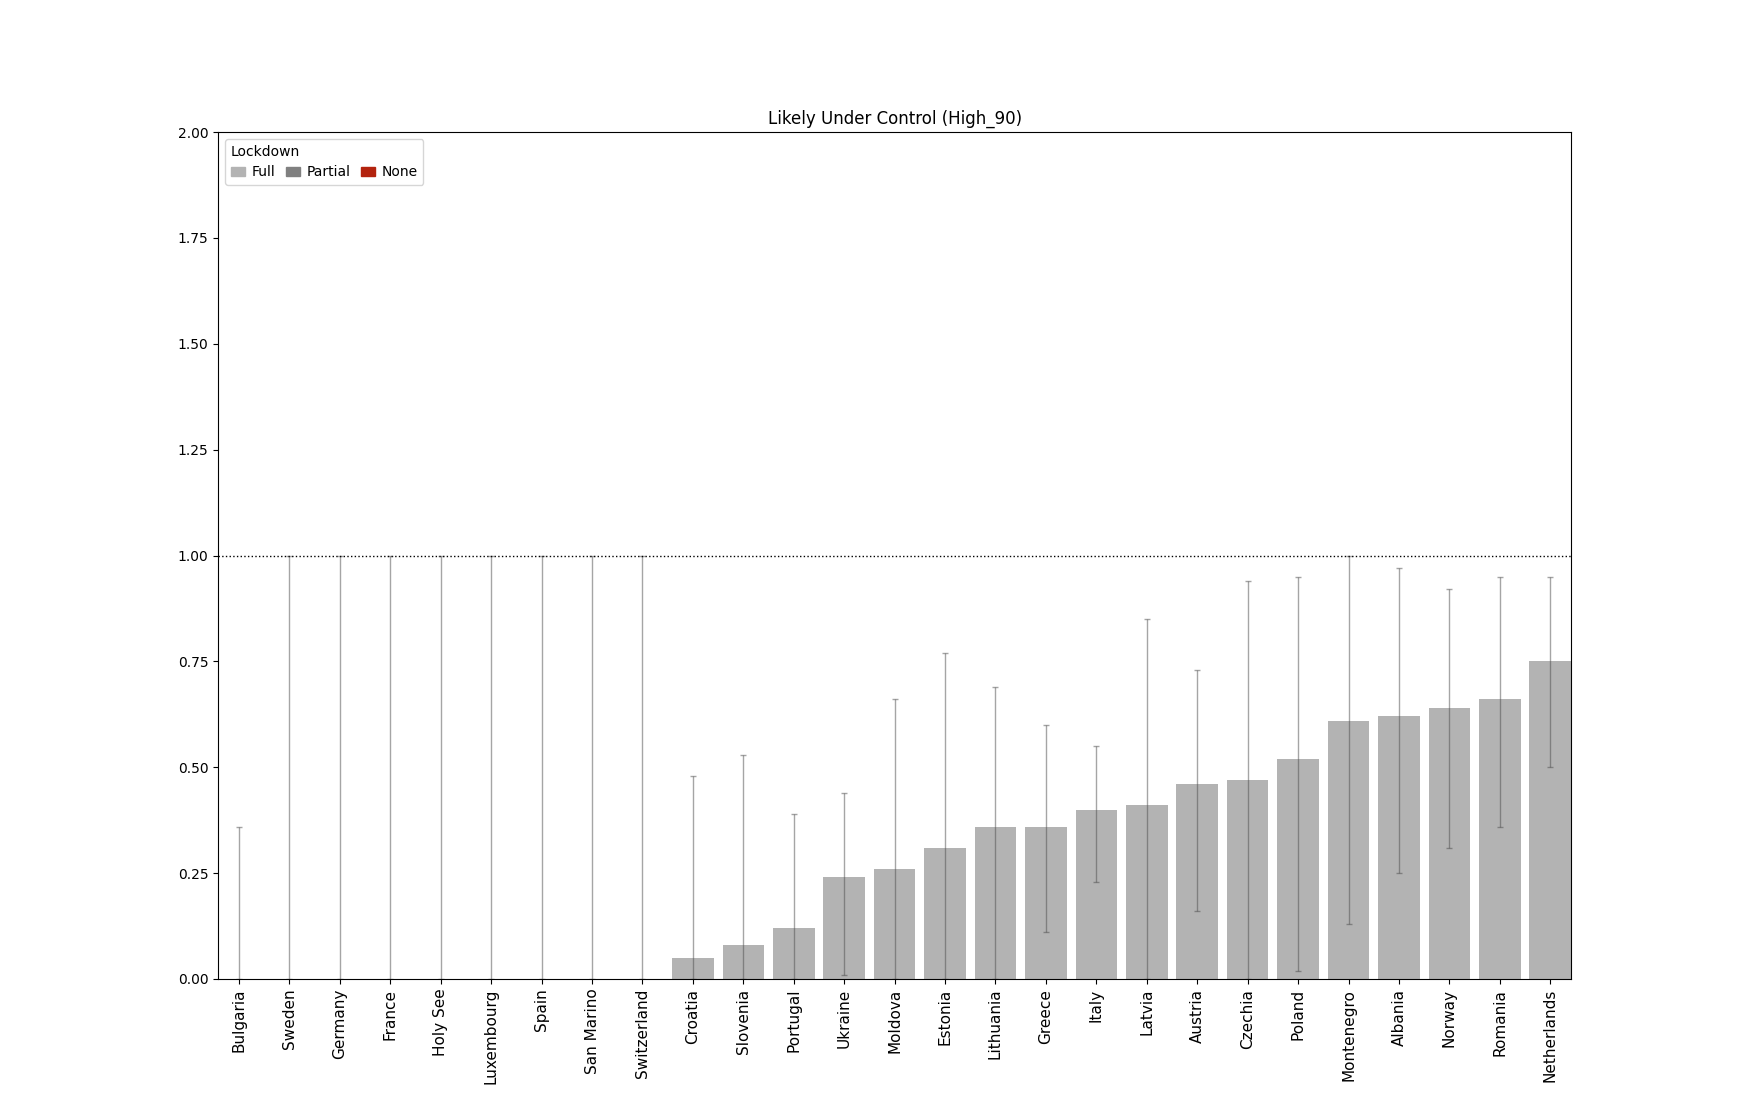 Likely Under Control (High_90)
2.00
Lockdown
Full Partial None
1.75
1.50
1.25
1.00
0.75
0.50
0.25
0.00
Bulgaria
Sweden
Germany
France
Holy See
Luxembourg
Spain
San Marino
Switzerland
Croatia
Slovenia
Portugal
Ukraine
Moldova
Estonia
Lithuania
Greece
Italy
Latvia
Austria
Czechia
Poland
Montenegro
Albania
Norway
Romania
Netherlands